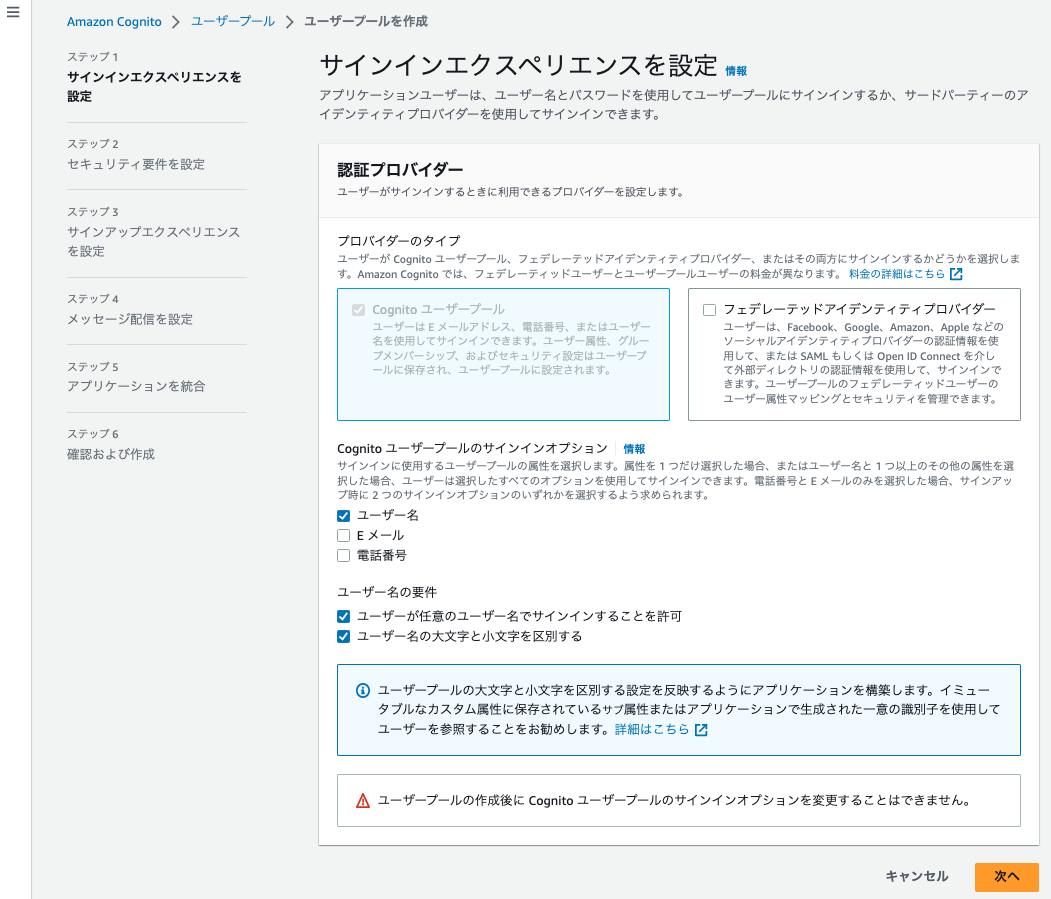 Amazon Cognito > ユーザープール > ユーザープールを作成
ステップ 1
サインインエクスペリエンスを
設定
ステップ 2
セキュリティ要件を設定
ステップ 3
サインアップエクスペリエンス
を設定
ステップ 4
メッセージ配信を設定
ステップ 5
アプリケーションを統合
ステップ 6
確認および作成
サインインエクスペリエンスを設定 情報
アプリケーションユーザーは、ユーザー名とパスワードを使用してユーザープールにサインインするか、サードパーティーのア
イデンティティプロバイダーを使用してサインインできます。
認証プロバイダー
ユーザーがサインインするときに利用できるプロバイダーを設定します。
プロバイダーのタイプ
ユーザーが Cognito ユーザープール、フェデレーテッドアイデンティティプロバイダー、またはその両方にサインインするかどうかを選択しま
す。Amazon Cognito では、フェデレーティッドユーザーとユーザープールユーザーの料金が異なります。 料金の詳細はこちら
Cognito ユーザープール
ユーザーは E メールアドレス、電話番号、またはユーザー
名を使用してサインインできます。ユーザー属性、グルー
プメンバーシップ、およびセキュリティ設定はユーザープ
ールに保存され、ユーザープールに設定されます。
フェデレーテッドアイデンティティプロバイダー
ユーザーは、Facebook、Google、Amazon、Apple などの
ソーシャルアイデンティティプロバイダーの認証情報を使
用して、または SAML もしくは Open ID Connect を介し
て外部ディレクトリの認証情報を使用して、サインインで
きます。ユーザープールのフェデレーティッドユーザーの
ユーザー属性マッピングとセキュリティを管理できます。
Cognito ユーザープールのサインインオプション 情報
サインインに使用するユーザープールの属性を選択します。属性を 1 つだけ選択した場合、またはユーザー名と 1 つ以上のその他の属性を選
択した場合、ユーザーは選択したすべてのオプションを使用してサインインできます。電話番号と E メールのみを選択した場合、サインアッ
プ時に 2 つのサインインオプションのいずれかを選択するよう求められます。
ユーザー名
E メール
電話番号
ユーザー名の要件
ユーザーが任意のユーザー名でサインインすることを許可
ユーザー名の大文字と小文字を区別する
ユーザープールの大文字と小文字を区別する設定を反映するようにアプリケーションを構築します。イミュー
タブルなカスタム属性に保存されているサブ属性またはアプリケーションで生成された一意の識別子を使用して
ユーザーを参照することをお勧めします。詳細はこちら
ユーザープールの作成後に Cognito ユーザープールのサインインオプションを変更することはできません。
キャンセル
次へ